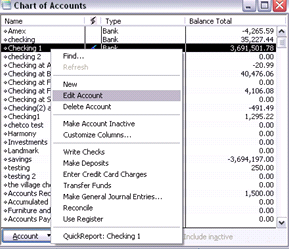 Chart of Accounts
Name Type Balance Total
Amex Bank -4,265.59
checking Bank 35,227.44
Checking 1 Bank 3,691,501.78
checking 2 0.00
Checking at A -20.99
Checking at B 40,476.06
Checking at F 0.00
Checking at F 4,106.08
Checking at S 0.00
Checking(2) a -491.49
Checking1 1,295.22
chetco test 0.00
Harmony 0.00
Investments 0.00
Landmark 0.00
savings -3,694,197.00
testing 250.00
the village che 0.00
Accounts Rec 1,500.00
Accumulated 0.00
Furniture and 0.00
Accounts Pay 0.00
Find...
Refresh
New
Edit Account
Delete Account
Make Account Inactive
Customize Columns...
Write Checks
Make Deposits
Enter Credit Card Charges
Transfer Funds
Make General Journal Entries...
Reconcile
Use Register
QuickReport: Checking 1
Account
Include inactive